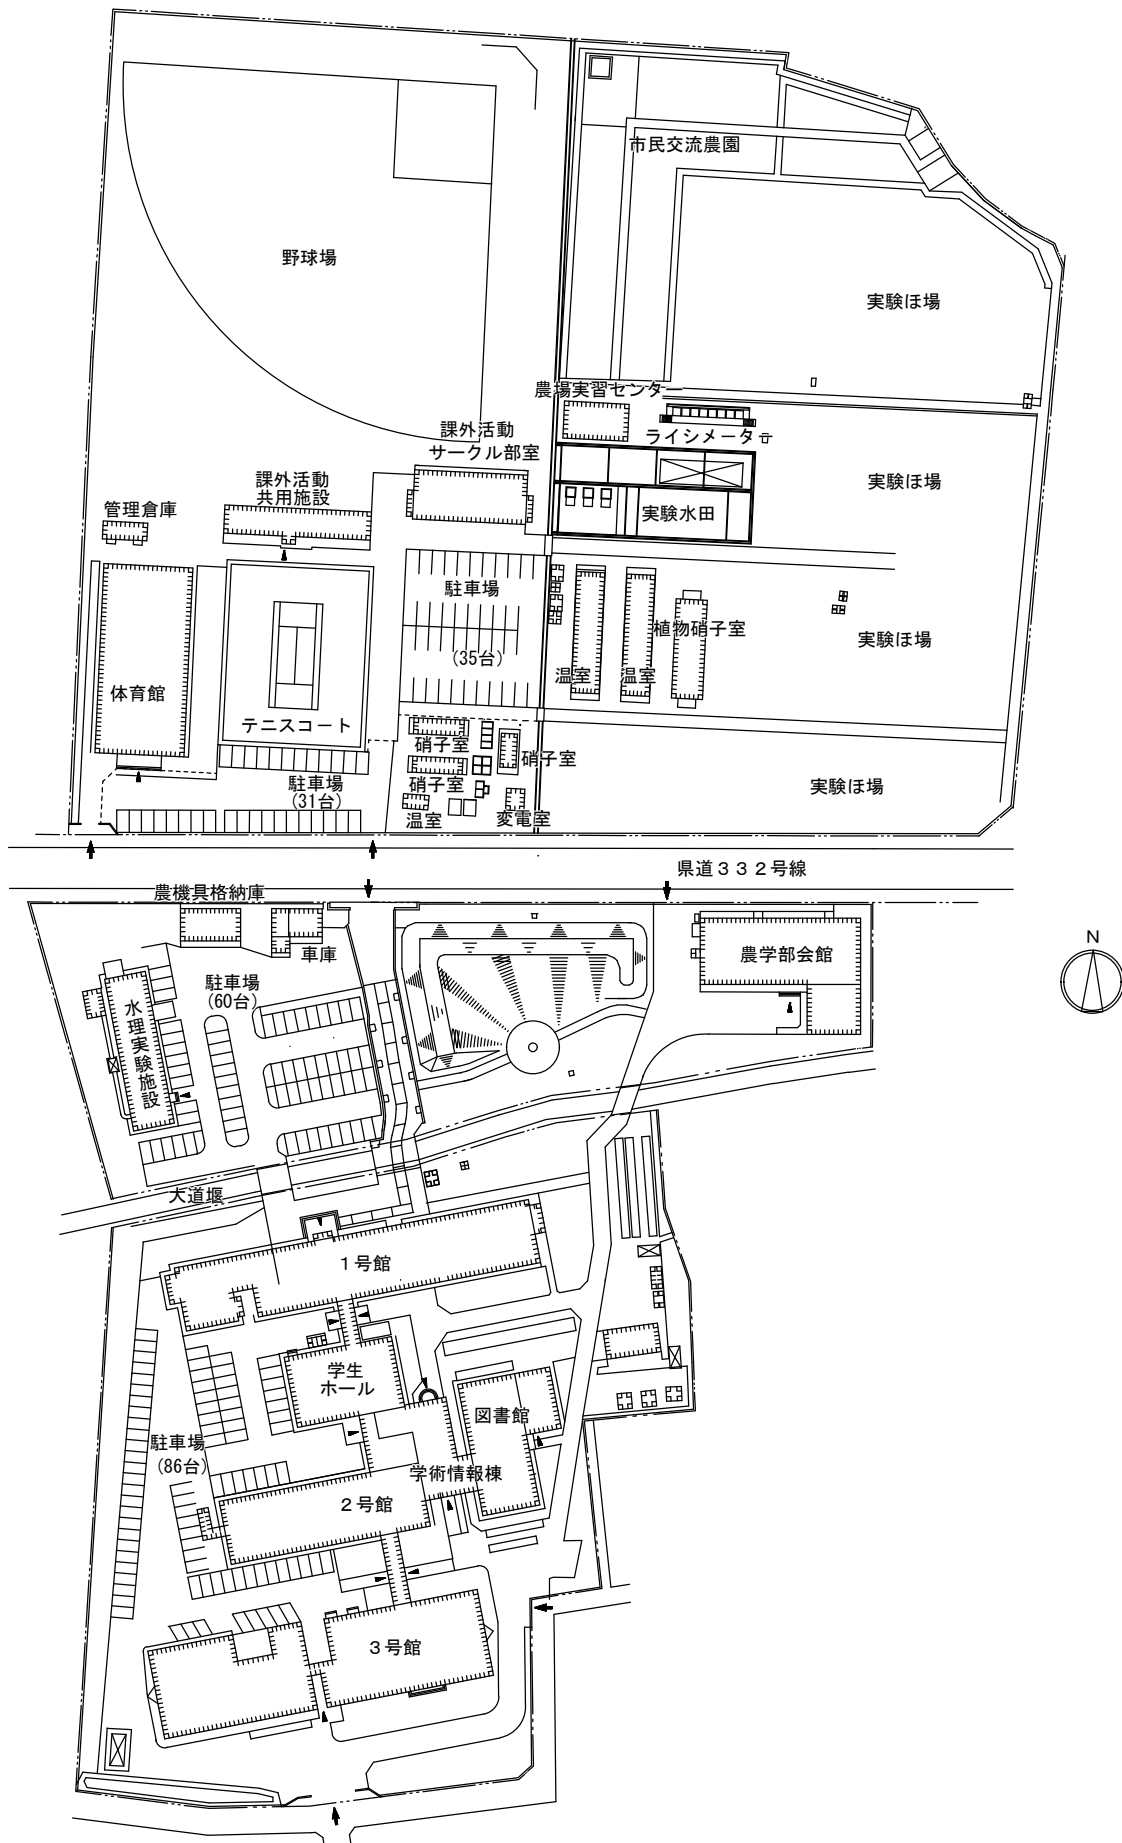 市民交流農園
野球場
実験ほ場
農場実習センター
課外活動
サークル部室
ライシメーター
課外活動
共用施設
実験ほ場
管理倉庫
実験水田
駐車場
(35台)
植物硝子室
実験ほ場
温室
温室
体育館
テニスコート
硝子室
硝子室
硝子室
駐車場
(31台)
実験ほ場
温室
変電室
県道３３２号線
農機具格納庫
車庫
農学部会館
N
駐車場
(60台)
水理実験施設
大道堰
１号館
学生
ホール
図書館
駐車場
(86台)
学術情報棟
２号館
３号館